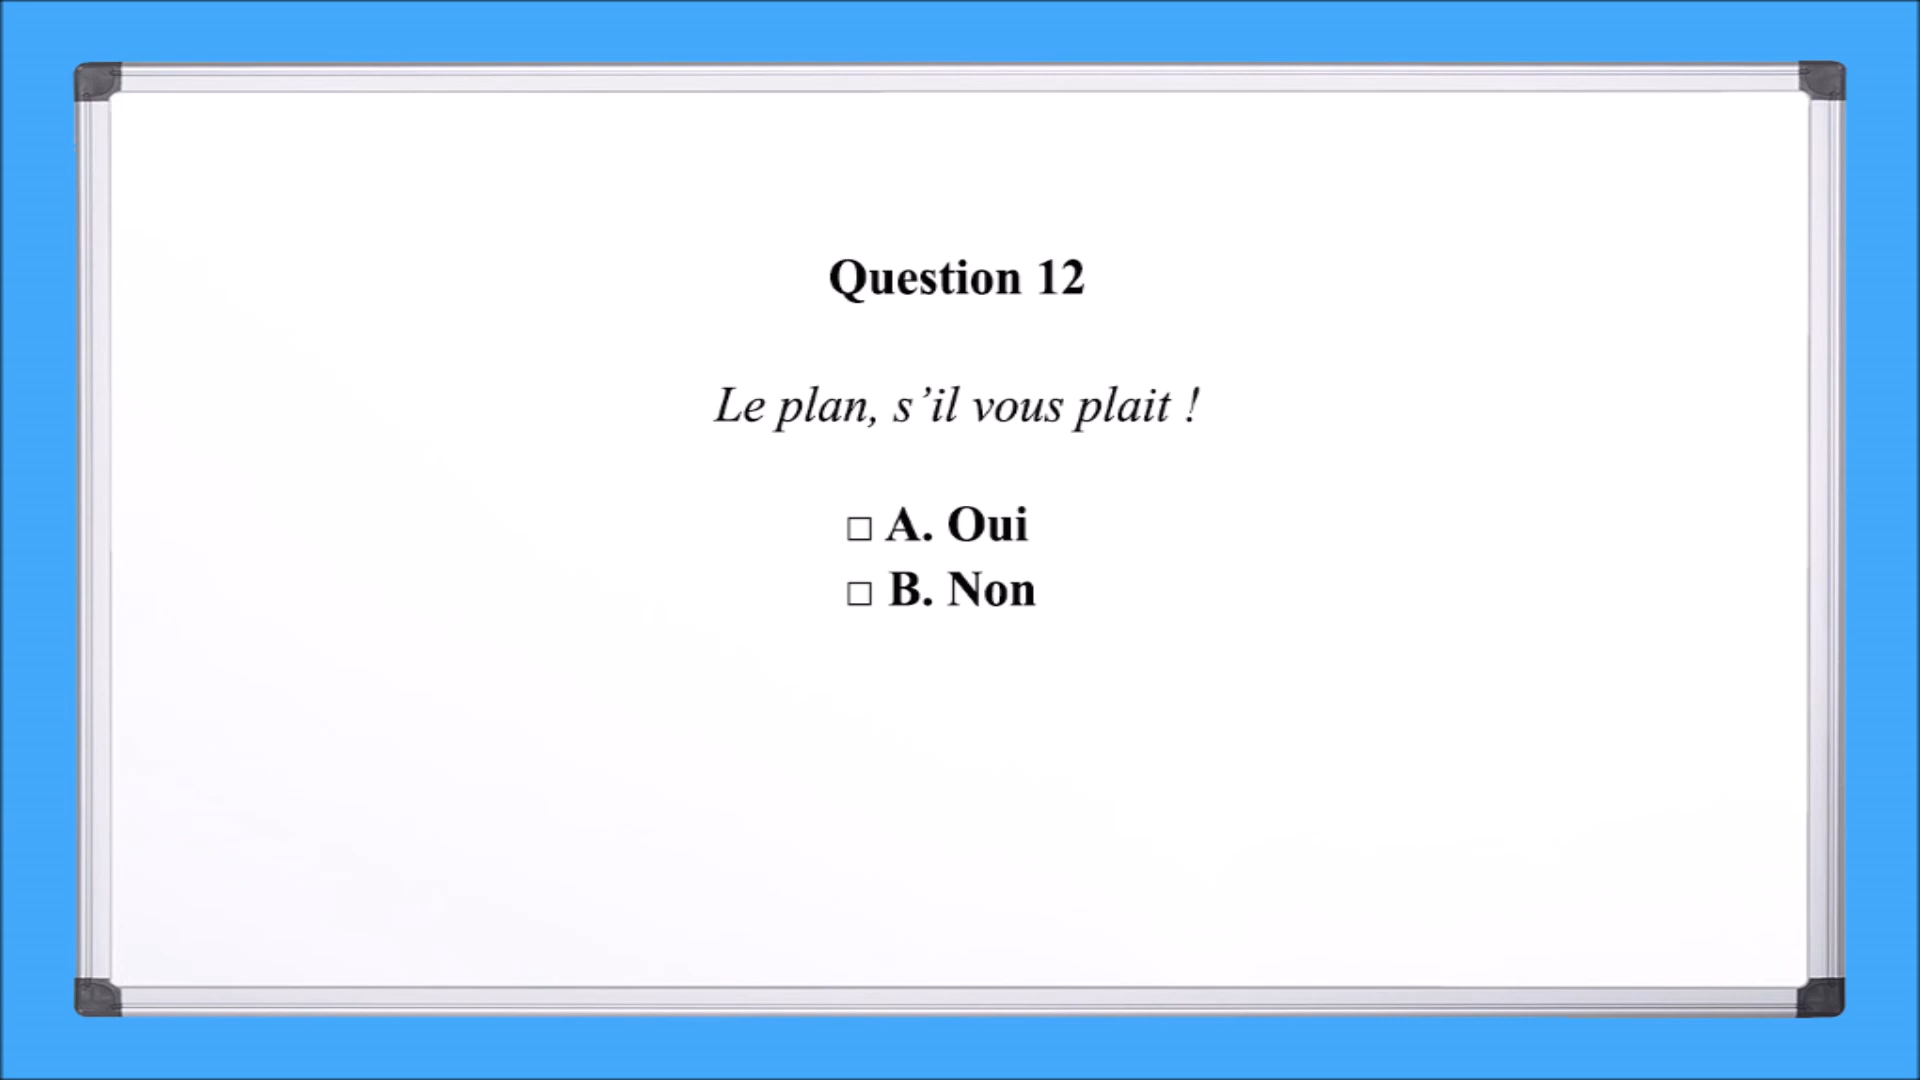 Question 12
Le plan, s’il vous plait !
□ A. Oui
□ B. Non